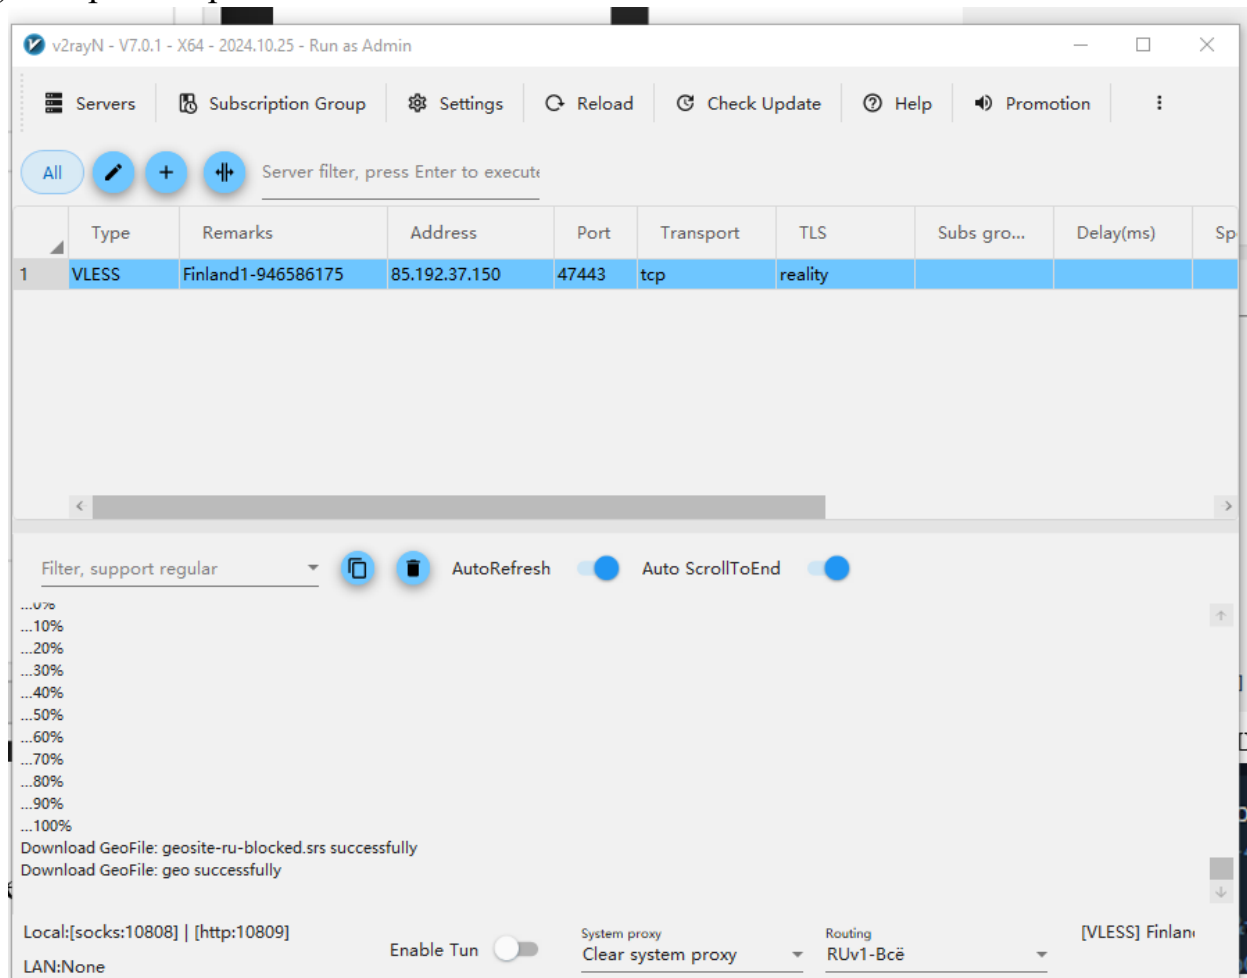 v2rayN - V7.0.1 - X64 - 2024.10.25 - Run as Admin
Servers Subscription Group Settings Reload Check Update Help Promotion
All Server filter, press Enter to execute
Type Remarks Address Port Transport TLS Subs gro... Delay(ms) Sp
1 VLESS Finland1-946586175 85.192.37.150 47443 tcp reality
Filter, support regular AutoRefresh Auto ScrollToEnd
...0%
...10%
...20%
...30%
...40%
...50%
...60%
...70%
...80%
...90%
...100%
Download GeoFile: geosite-ru-blocked.srs successfully
Download GeoFile: geo successfully
Local:[socks:10808] | [http:10809]
LAN:None
Enable Tun
System proxy
Clear system proxy
Routing
RUv1-Всё
[VLESS] Finlan